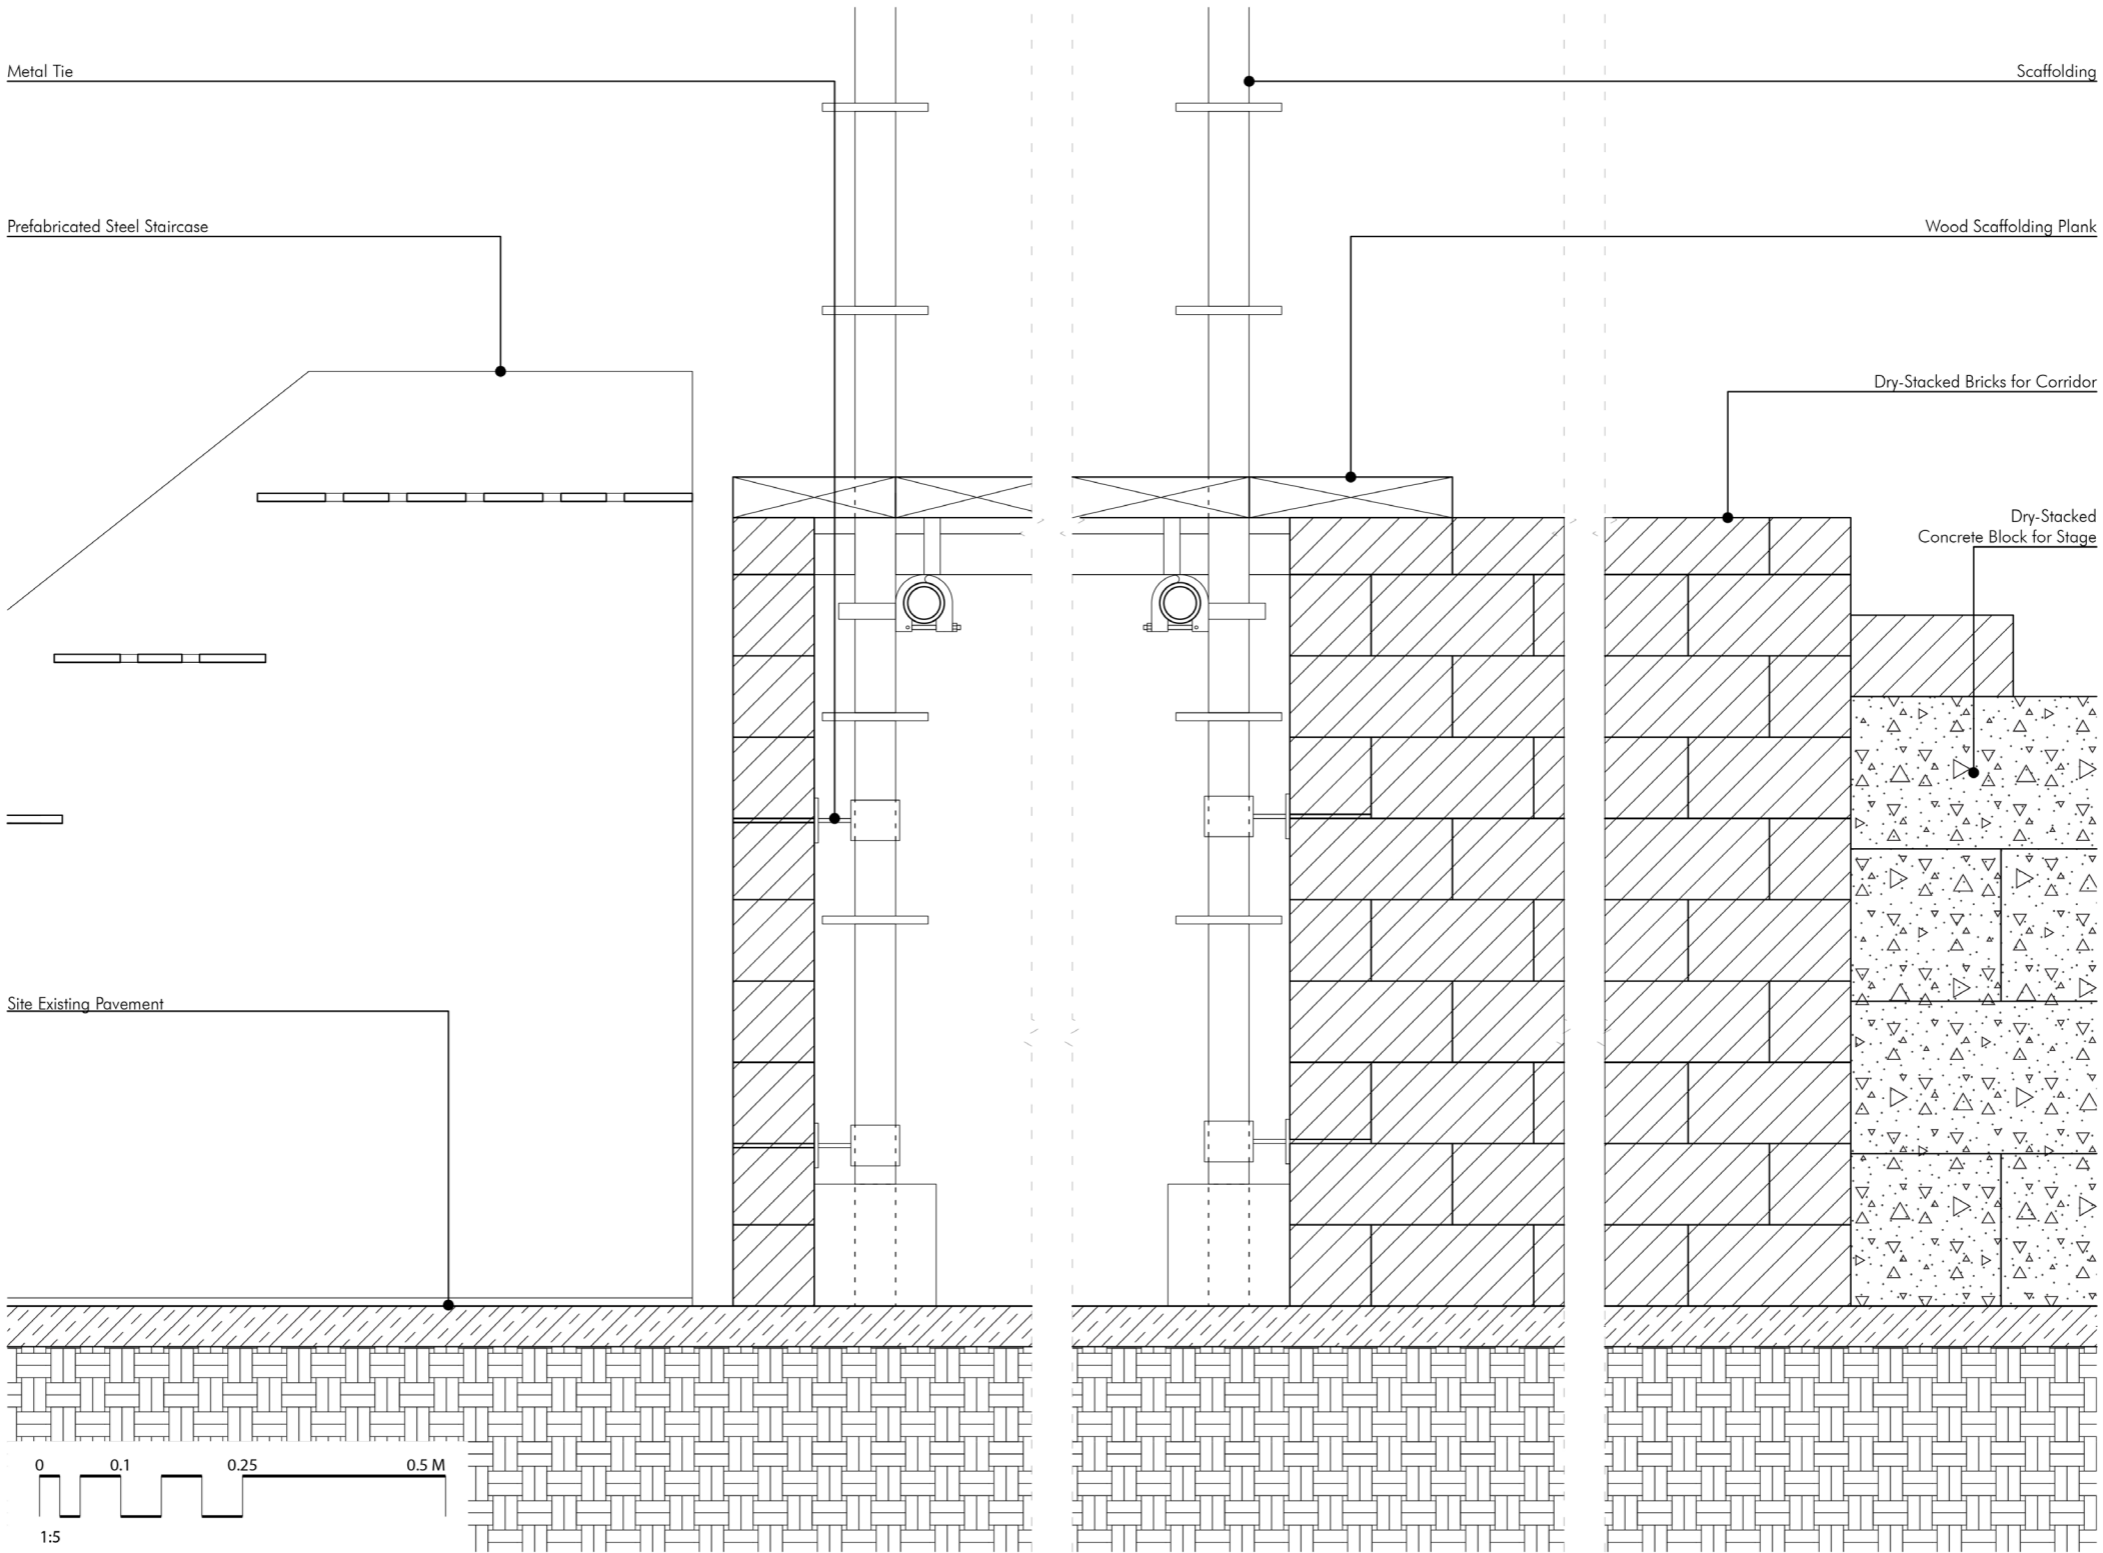 Metal Tie
Scaffolding
Prefabricated Steel Staircase
Wood Scaffolding Plank
Dry-Stacked Bricks for Corridor
Dry-Stacked
Concrete Block for Stage
Site Existing Pavement
0 0.1 0.25 0.5 M
1:5